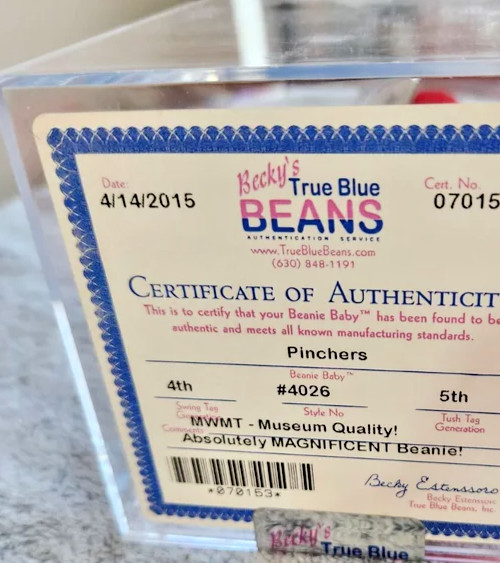 Date:
4/14/2015
Becky's
True Blue
BEANS
AUTHENTICATION SERVICE
www.TrueBlueBeans.com
(630) 848-1191
Cert. No.
07015
CERTIFICATE OF AUTHENTICIT
This is to certify that your Beanie Baby™ has been found to be
authentic and meets all known manufacturing standards.
Pinchers
Beanie Baby™
4th
#4026
5th
Swing Tag
Generation
Style No
Tush Tag
Generation
Comments
MWMT - Museum Quality!
Absolutely MAGNIFICENT Beanie!
*070153*
Becky Estenssoro
Becky Estenssoro
True Blue Beans, Inc.
Becky's
True Blue